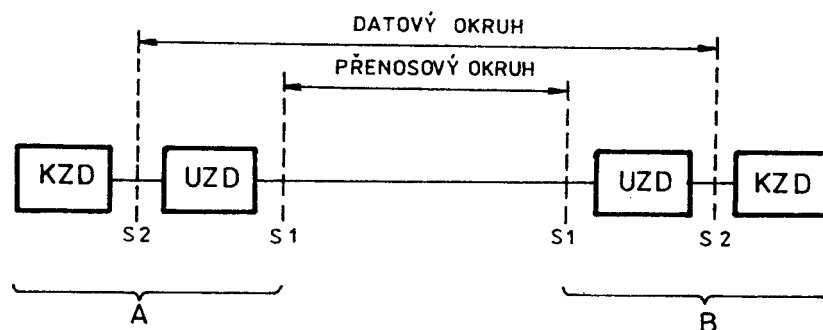 DATOVÝ OKRUH
PŘENOSOVÝ OKRUH
KZD UZD UZD KZD
S2 S1 S1 S2
A B